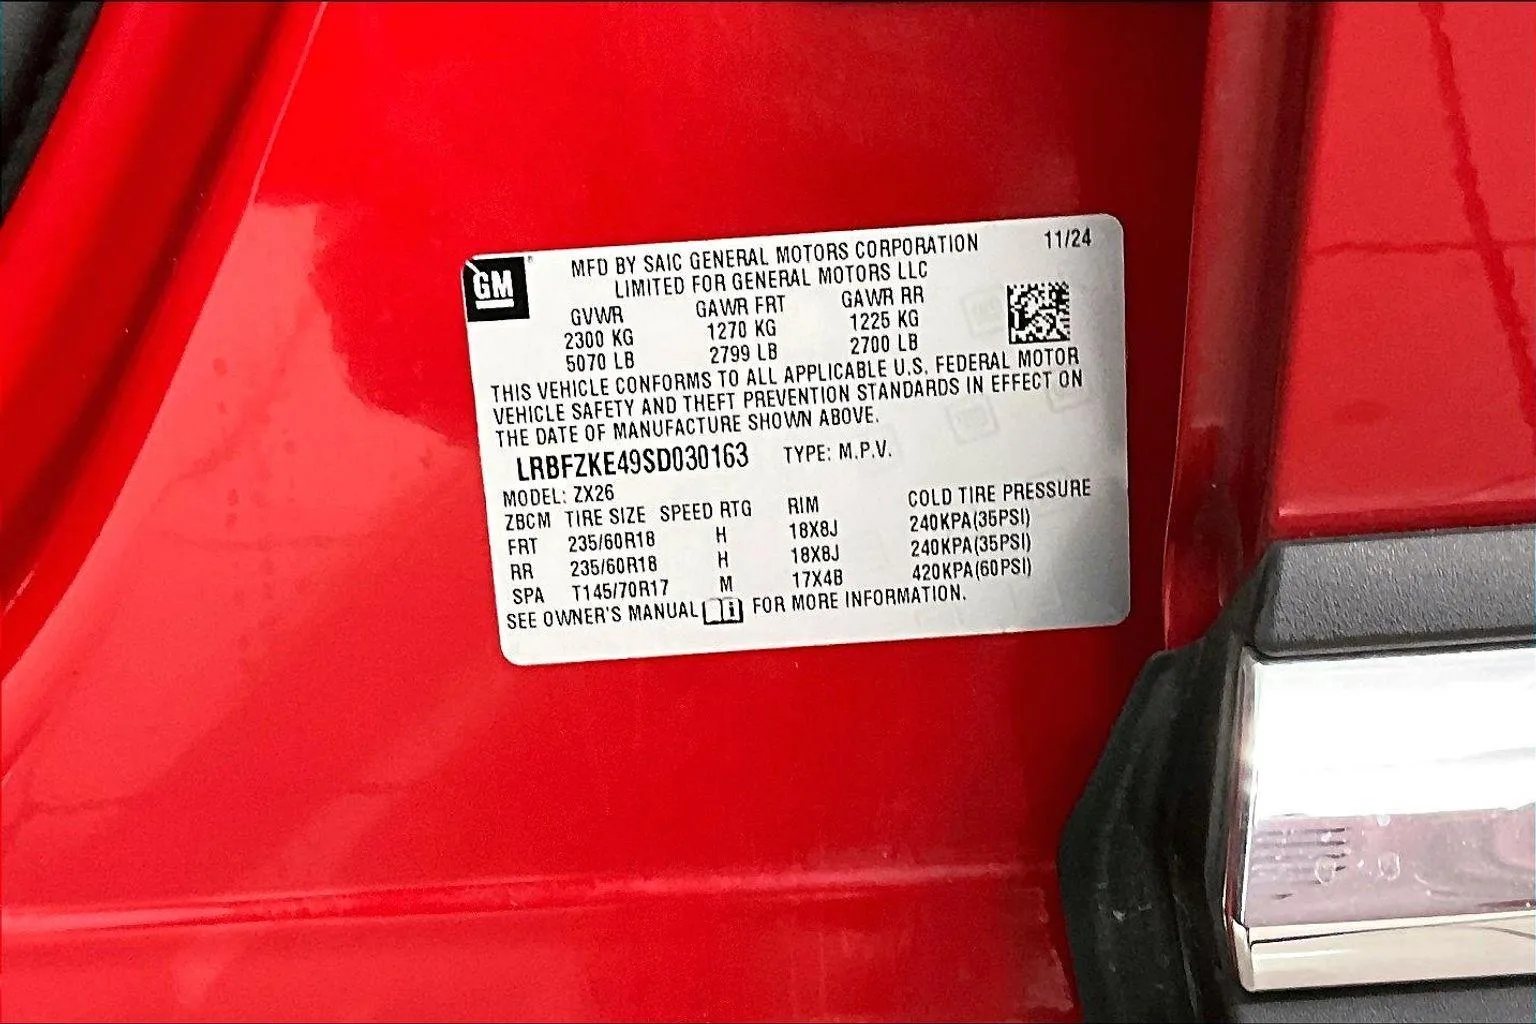 GM
MFD BY SAIC GENERAL MOTORS CORPORATION 11/24
LIMITED FOR GENERAL MOTORS LLC
GVWR GAWR FRT GAWR RR
2300 KG 1270 KG 1225 KG
5070 LB 2799 LB 2700 LB
THIS VEHICLE CONFORMS TO ALL APPLICABLE U.S. FEDERAL MOTOR
VEHICLE SAFETY AND THEFT PREVENTION STANDARDS IN EFFECT ON
THE DATE OF MANUFACTURE SHOWN ABOVE.
LRBFZKE49SD030163 TYPE: M.P.V.
MODEL: ZX26
ZBCM TIRE SIZE SPEED RTG RIM COLD TIRE PRESSURE
FRT 235/60R18 H 18X8J 240KPA(35PSI)
RR 235/60R18 H 18X8J 240KPA(35PSI)
SPA T145/70R17 M 17X4B 420KPA(60PSI)
SEE OWNER'S MANUAL i FOR MORE INFORMATION.